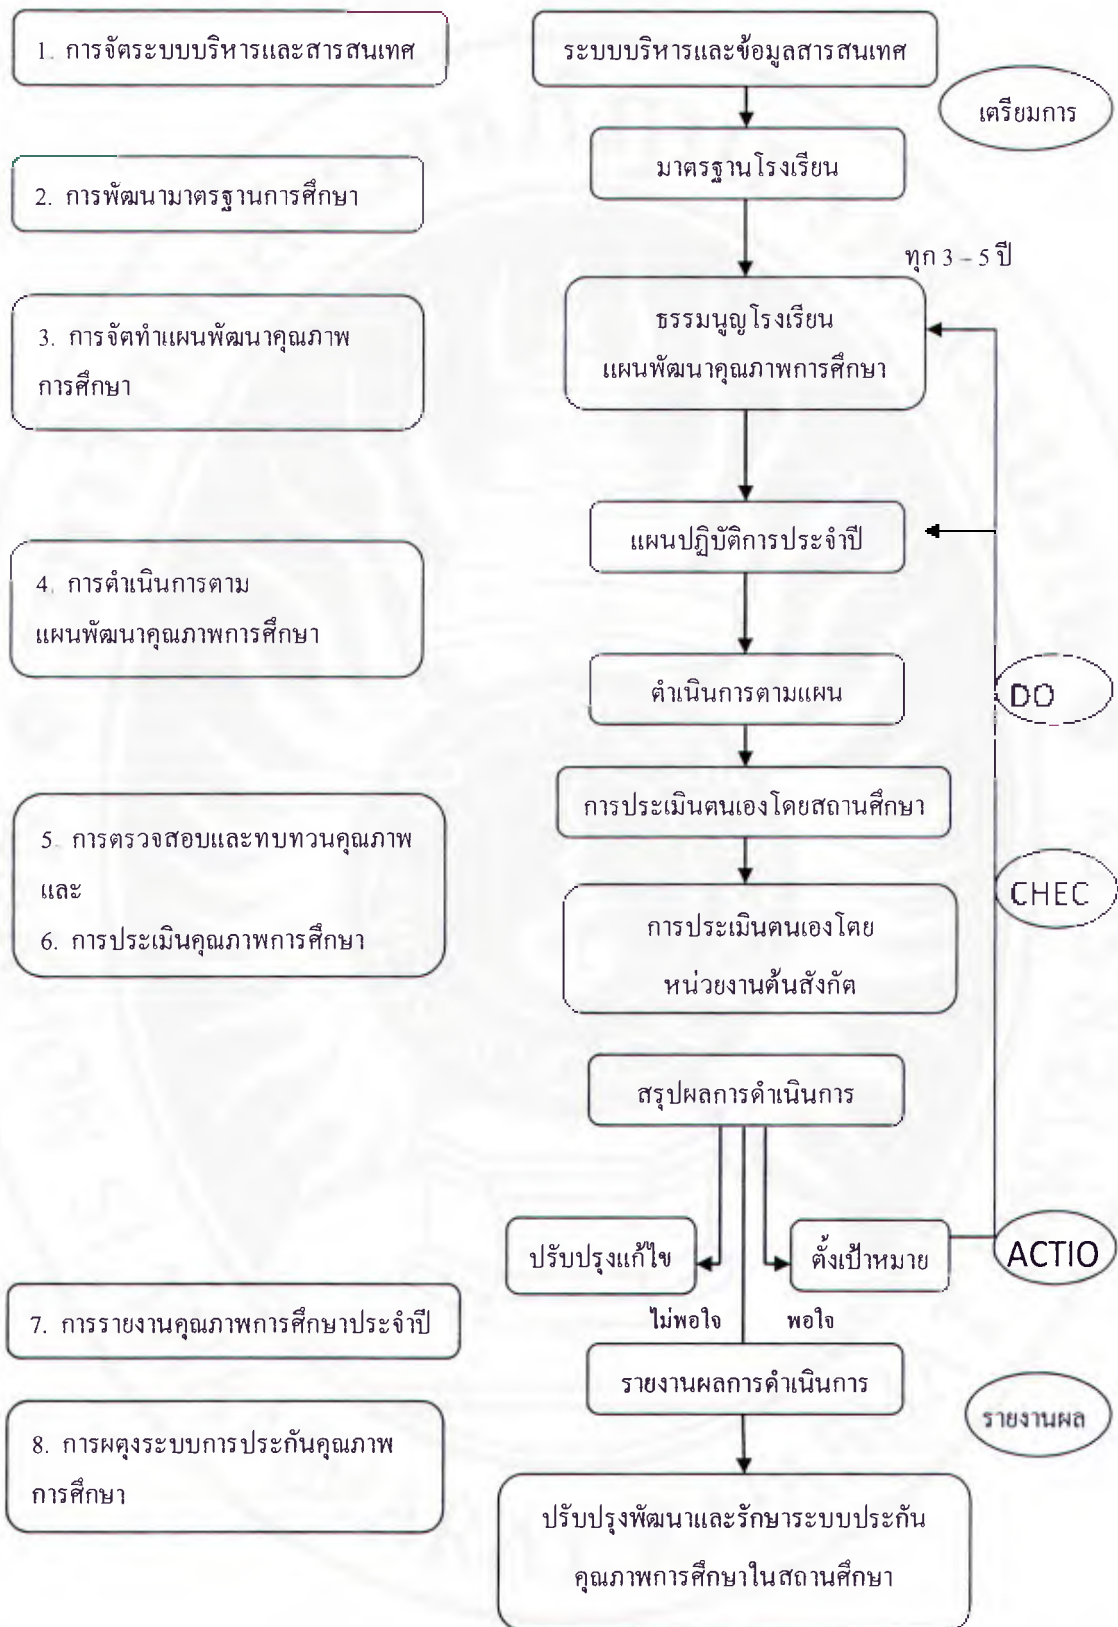 1. การจัดระบบบริหารและสารสนเทศ
ระบบบริหารและข้อมูลสารสนเทศ
เตรียมการ
มาตรฐานโรงเรียน
2. การพัฒนามาตรฐานการศึกษา
ทุก 3 – 5 ปี
ธรรมนูญโรงเรียน
แผนพัฒนาคุณภาพการศึกษา
3. การจัดทำแผนพัฒนาคุณภาพ
การศึกษา
แผนปฏิบัติการประจำปี
4. การดำเนินการตาม
แผนพัฒนาคุณภาพการศึกษา
ดำเนินการตามแผน
DO
การประเมินตนเองโดยสถานศึกษา
5. การตรวจสอบและทบทวนคุณภาพ
และ
6. การประเมินคุณภาพการศึกษา
CHEC
การประเมินตนเองโดย
หน่วยงานต้นสังกัด
สรุปผลการดำเนินการ
ปรับปรุงแก้ไข
ตั้งเป้าหมาย
ACTIO
ไม่พอใจ
พอใจ
7. การรายงานคุณภาพการศึกษาประจำปี
รายงานผลการดำเนินการ
รายงานผล
8. การผดุงระบบการประกันคุณภาพ
การศึกษา
ปรับปรุงพัฒนาและรักษาระบบประกัน
คุณภาพการศึกษาในสถานศึกษา